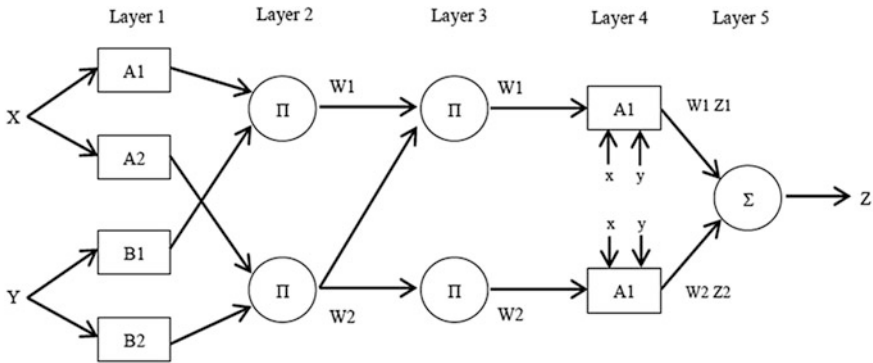 Layer 1
Layer 2
Layer 3
Layer 4
Layer 5
X
Y
A1
A2
B1
B2
Π
Π
W1
W2
Π
Π
W1
W2
A1
x y
x y
A1
W1 Z1
W2 Z2
Σ
Z